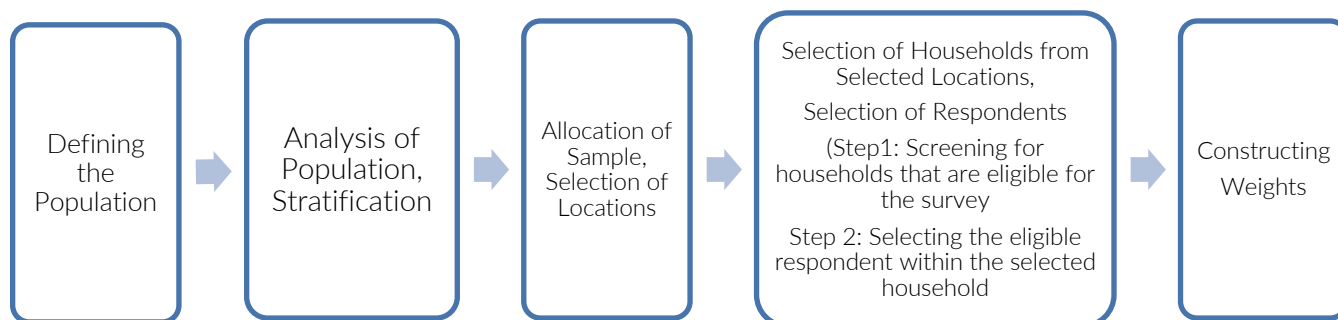 Defining
the
Population
Analysis of
Population,
Stratification
Allocation of
Sample,
Selection of
Locations
Selection of Households from
Selected Locations,
Selection of Respondents
(Step1: Screening for
households that are eligible for
the survey
Step 2: Selecting the eligible
respondent within the selected
household
Constructing
Weights